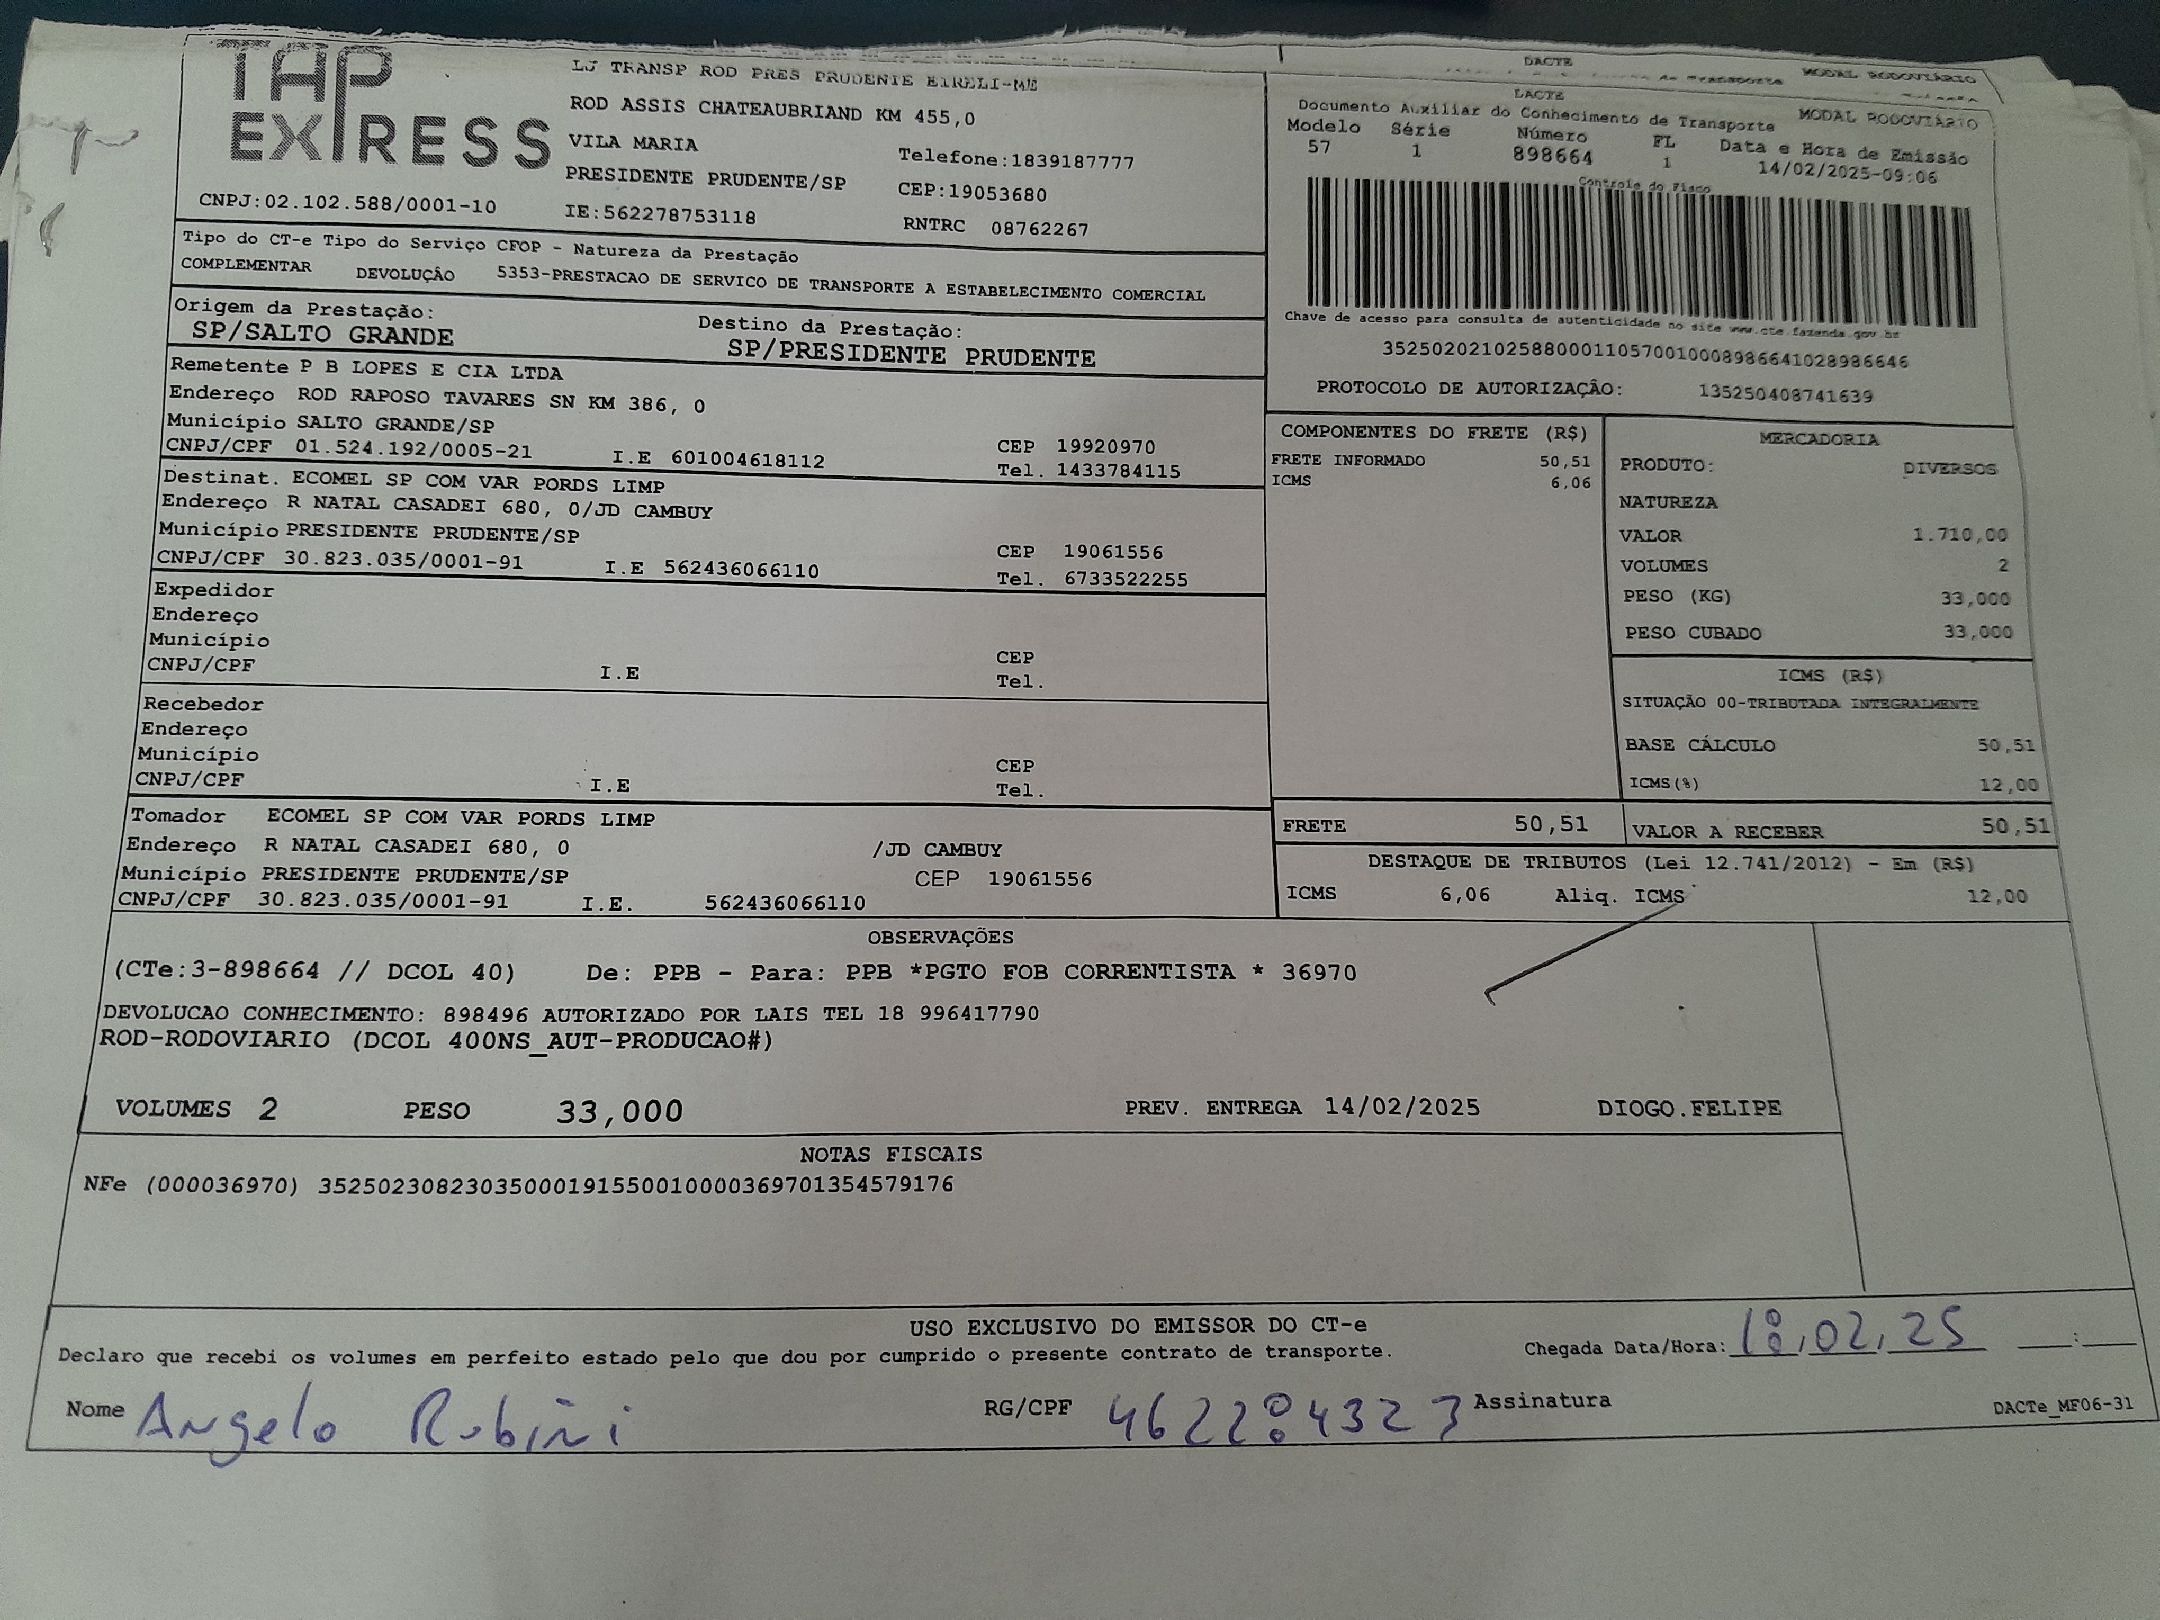 TAP EXPRESS
LJ TRANSP ROD PRES PRUDENTE EIRELI-ME
ROD ASSIS CHATEAUBRIAND KM 455,0
VILA MARIA
Telefone:1839187777
PRESIDENTE PRUDENTE/SP CEP:19053680
CNPJ:02.102.588/0001-10 IE:562278753118 RNTRC 08762267
DACTE
MODAL RODOVIÁRIO
DACTE
Documento Auxiliar do Conhecimento de Transporte MODAL RODOVIÁRIO
Modelo Série Número FL Data e Hora de Emissão
57 1 898664 1 14/02/2025-09:06
Controle do Fisco
Chave de acesso para consulta de autenticidade no site www.cte.fazenda.gov.br
35250202102588000110570010008986641028986646
PROTOCOLO DE AUTORIZAÇÃO: 135250408741639
Tipo do CT-e Tipo do Serviço CFOP - Natureza da Prestação
COMPLEMENTAR DEVOLUÇÃO 5353-PRESTACAO DE SERVICO DE TRANSPORTE A ESTABELECIMENTO COMERCIAL
Origem da Prestação: Destino da Prestação:
SP/SALTO GRANDE SP/PRESIDENTE PRUDENTE
Remetente P B LOPES E CIA LTDA
Endereço ROD RAPOSO TAVARES SN KM 386, 0
Município SALTO GRANDE/SP CEP 19920970
CNPJ/CPF 01.524.192/0005-21 I.E 601004618112 Tel. 1433784115
Destinat. ECOMEL SP COM VAR PORDS LIMP
Endereço R NATAL CASADEI 680, 0/JD CAMBUY
Município PRESIDENTE PRUDENTE/SP CEP 19061556
CNPJ/CPF 30.823.035/0001-91 I.E 562436066110 Tel. 6733522255
Expedidor
Endereço
Município CEP
CNPJ/CPF I.E Tel.
Recebedor
Endereço
Município CEP
CNPJ/CPF I.E Tel.
Tomador ECOMEL SP COM VAR PORDS LIMP
Endereço R NATAL CASADEI 680, 0 /JD CAMBUY
Município PRESIDENTE PRUDENTE/SP CEP 19061556
CNPJ/CPF 30.823.035/0001-91 I.E. 562436066110
COMPONENTES DO FRETE (R$)
FRETE INFORMADO 50,51
ICMS 6,06
MERCADORIA
PRODUTO: DIVERSOS
NATUREZA
VALOR 1.710,00
VOLUMES 2
PESO (KG) 33,000
PESO CUBADO 33,000
ICMS (R$)
SITUAÇÃO 00-TRIBUTADA INTEGRALMENTE
BASE CÁLCULO 50,51
ICMS(%) 12,00
FRETE 50,51 VALOR A RECEBER 50,51
DESTAQUE DE TRIBUTOS (Lei 12.741/2012) - Em (R$)
ICMS 6,06 Aliq. ICMS 12,00
OBSERVAÇÕES
(CTe:3-898664 // DCOL 40) De: PPB - Para: PPB *PGTO FOB CORRENTISTA * 36970
DEVOLUCAO CONHECIMENTO: 898496 AUTORIZADO POR LAIS TEL 18 996417790
ROD-RODOVIARIO (DCOL 400NS_AUT-PRODUCAO#)
VOLUMES 2 PESO 33,000 PREV. ENTREGA 14/02/2025 DIOGO.FELIPE
NOTAS FISCAIS
NFe (000036970) 35250230823035000191550010000369701354579176
USO EXCLUSIVO DO EMISSOR DO CT-e
Declaro que recebi os volumes em perfeito estado pelo que dou por cumprido o presente contrato de transporte. Chegada Data/Hora: 18,02,25 :
Nome Angelo Rubini RG/CPF 462284323 Assinatura DACTe_MF06-31